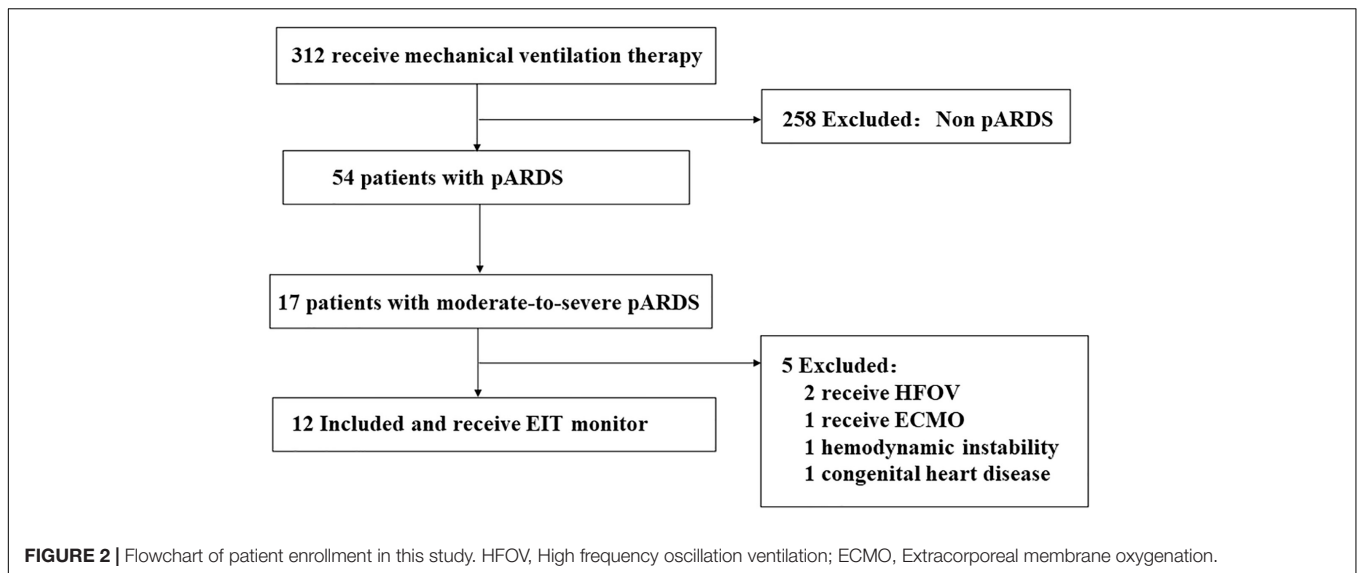 312 receive mechanical ventilation therapy
258 Excluded：Non pARDS
54 patients with pARDS
17 patients with moderate-to-severe pARDS
5 Excluded：
2 receive HFOV
1 receive ECMO
1 hemodynamic instability
1 congenital heart disease
12 Included and receive EIT monitor
FIGURE 2 | Flowchart of patient enrollment in this study. HFOV, High frequency oscillation ventilation; ECMO, Extracorporeal membrane oxygenation.